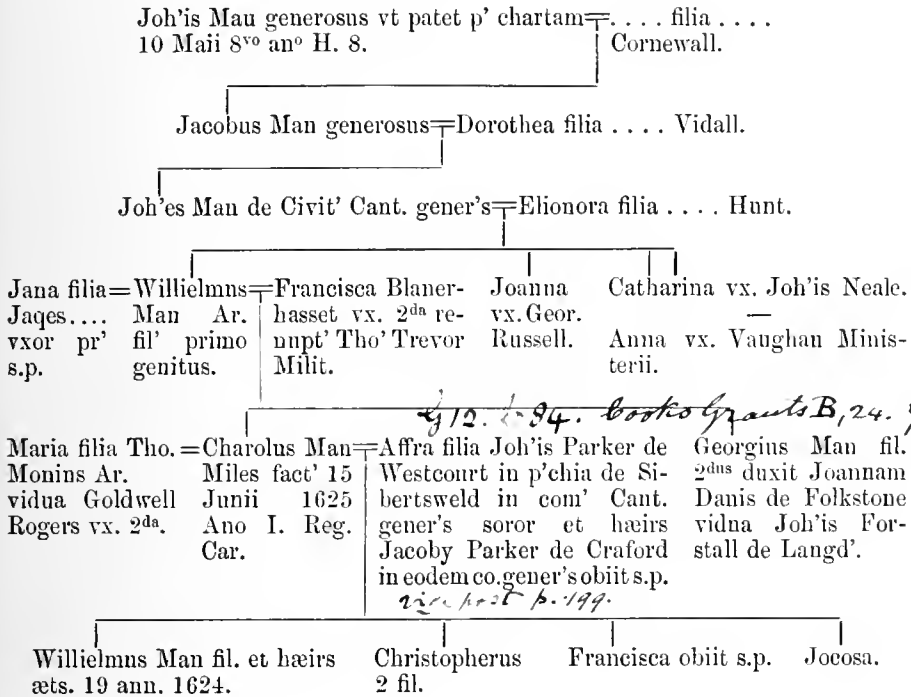 Joh'is Mau generosus vt patet p' chartam=. . . . filia . . . .
10 Maii 8vo ano H. 8. Cornewall.
Jacobus Man generosus=Dorothea filia . . . . Vidall.
Joh'es Man de Civit' Cant. gener's=Elionora filia . . . . Hunt.
Jana filia=
Jaqes....
vxor pr'
s.p.
Willielmns=
Man Ar.
fil' primo
genitus.
Francisca Blaner-
hasset vx. 2da re-
nupt' Tho' Trevor
Milit.
Joanna
vx. Geor.
Russell.
Catharina vx. Joh'is Neale.
—
Anna vx. Vaughan Minis-
terii.
84. Grants B, 24.
Maria filia Tho.=
Monins Ar.
vidua Goldwell
Rogers vx. 2da.
Charolus Man=
Miles fact' 15
Junii 1625
Ano I. Reg.
Car.
Affra filia Joh'is Parker de
Westcourt in p'chia de Si-
bertsweld in com' Cant.
gener's soror et hæirs
Jacoby Parker de Craford
in eodem co. gener's obiit s.p.
post p. 199.
Georgius Man fil.
2dus duxit Joannam
Danis de Folkstone
vidna Joh'is For-
stall de Langd'.
Willielmns Man fil. et hæirs
æts. 19 ann. 1624.
Christopherus
2 fil.
Francisca obiit s.p.
Jocosa.